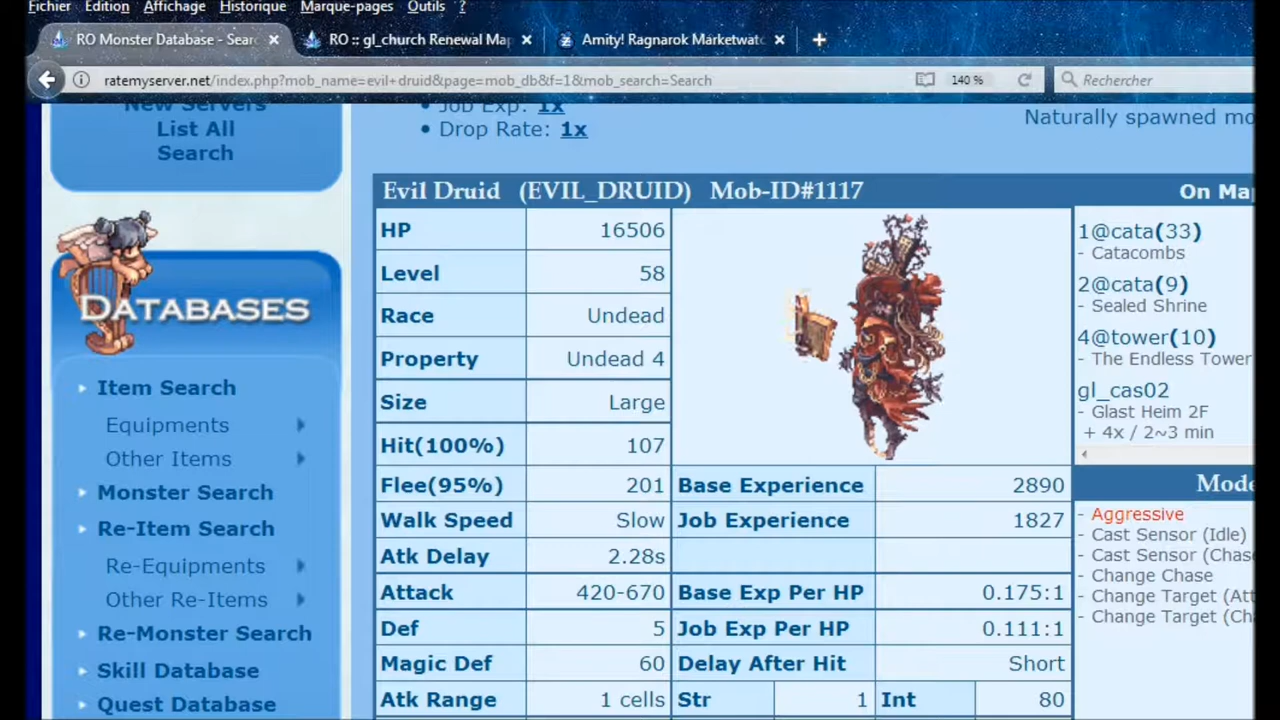 Fichier Edition Affichage Historique Marque-pages Outils ?
RO Monster Database - Sear × RO :: gl_church Renewal Ma × Amity! Ragnarok Marketwatc × +
ratemyserver.net/index.php?mob_name=evil+druid&page=mob_db&f=1&mob_search=Search 140 % Rechercher
New Servers
List All
Search
• Job Exp: 1x
• Drop Rate: 1x
Naturally spawned mo
Evil Druid (EVIL_DRUID) Mob-ID#1117 On Map
HP 16506
Level 58
Race Undead
Property Undead 4
Size Large
Hit(100%) 107
Flee(95%) 201 Base Experience 2890
Walk Speed Slow Job Experience 1827
Atk Delay 2.28s
Attack 420-670 Base Exp Per HP 0.175:1
Def 5 Job Exp Per HP 0.111:1
Magic Def 60 Delay After Hit Short
Atk Range 1 cells Str 1 Int 80
1@cata(33)
- Catacombs
2@cata(9)
- Sealed Shrine
4@tower(10)
- The Endless Tower
gl_cas02
- Glast Heim 2F
+ 4x / 2~3 min
Mode
- Aggressive
- Cast Sensor (Idle)
- Cast Sensor (Chase
- Change Chase
- Change Target (Att
- Change Target (Cha
DATABASES
Item Search
Equipments
Other Items
Monster Search
Re-Item Search
Re-Equipments
Other Re-Items
Re-Monster Search
Skill Database
Quest Database